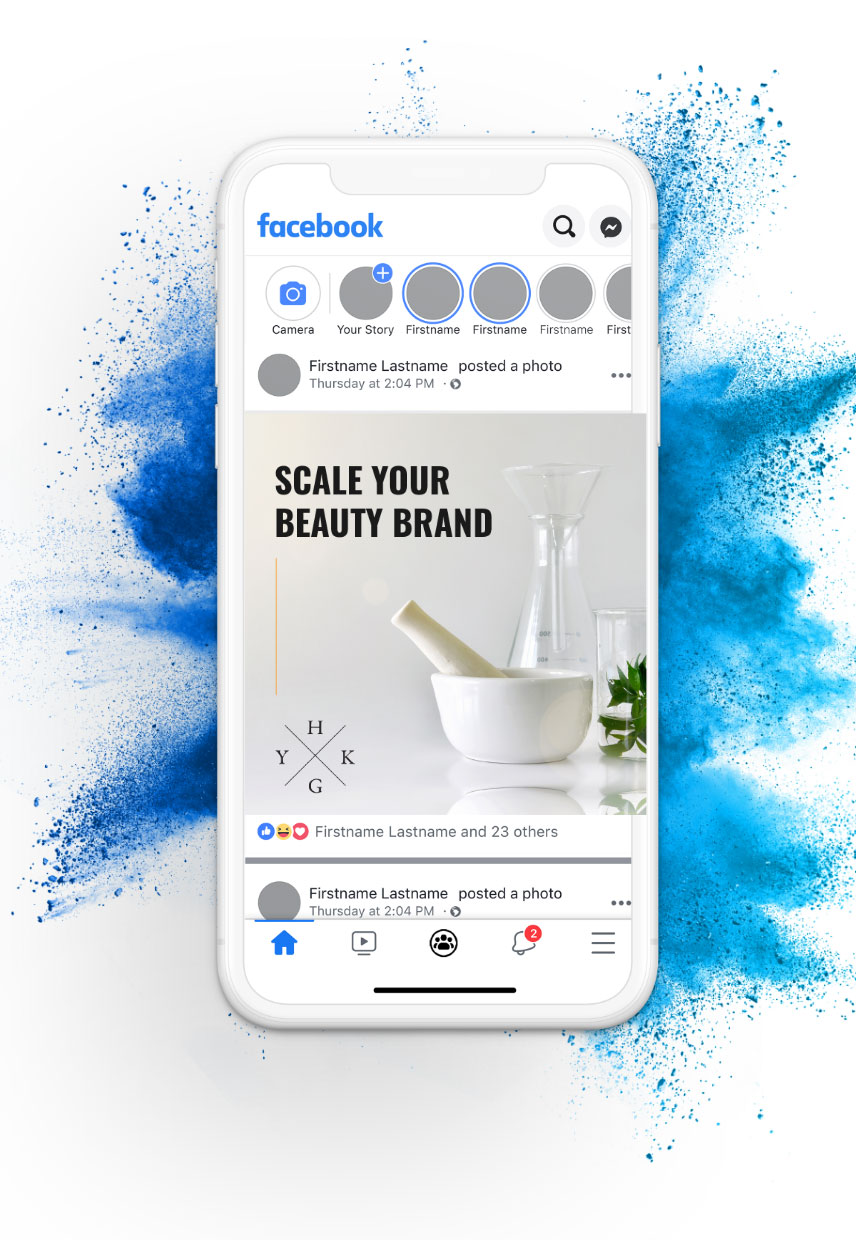 facebook
Camera
Your Story
Firstname
Firstname
Firstname
First
Firstname Lastname posted a photo
Thursday at 2:04 PM ·
SCALE YOUR
BEAUTY BRAND
H
Y K
G
Firstname Lastname and 23 others
Firstname Lastname posted a photo
Thursday at 2:04 PM ·
2